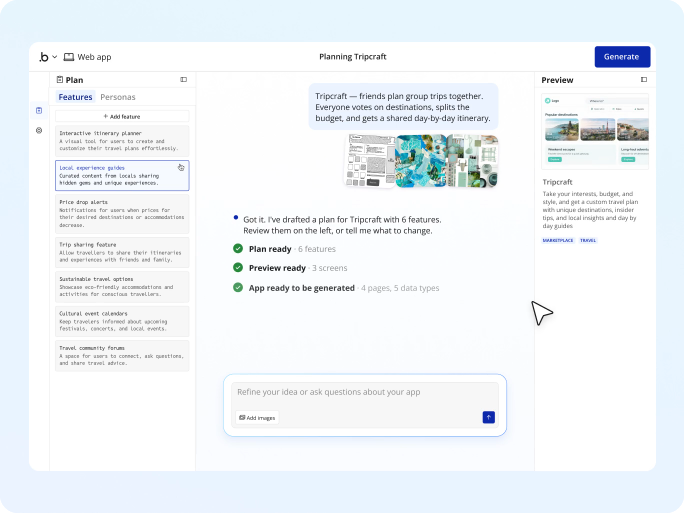 b
Web app
Planning Tripcraft
Generate
Plan
Features
Personas
+ Add feature
Interactive itinerary planner
A visual tool for users to create and
customize their travel plans effortlessly.
Local experience guides
Curated content from locals sharing
hidden gems and unique experiences.
Price drop alerts
Notifications for users when prices for
their desired destinations or accommodations
decrease.
Trip sharing feature
Allow travellers to share their itineraries
and experiences with friends and family.
Sustainable travel options
Showcase eco-friendly accommodations and
activities for conscious travellers.
Cultural event calendars
Keep travelers informed about upcoming
festivals, concerts, and local events.
Travel community forums
A space for users to connect, ask questions,
and share travel advice.
Tripcraft — friends plan group trips together.
Everyone votes on destinations, splits the
budget, and gets a shared day-by-day itinerary.
Got it. I've drafted a plan for Tripcraft with 6 features.
Review them on the left, or tell me what to change.
Plan ready · 6 features
Preview ready · 3 screens
App ready to be generated · 4 pages, 5 data types
Refine your idea or ask questions about your app
Add images
Preview
Logo
Popular destinations
Weekend escapes
Tripcraft
Take your interests, budget, and
style, and get a custom travel plan
with unique destinations, insider
tips, and local insights and day by
day guides
MARKETPLACE
TRAVEL